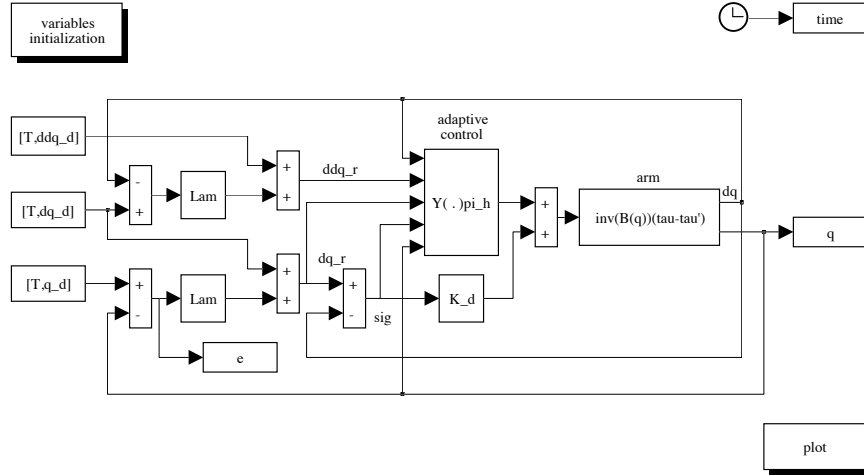 variables
initialization
time
[T,ddq_d]
adaptive
control
+
+
ddq_r
arm
dq
-
+
Lam
[T,dq_d]
Y( . )pi_h
+
+
inv(B(q))(tau-tau')
q
[T,q_d]
+
-
Lam
+
+
dq_r
+
-
sig
K_d
e
plot